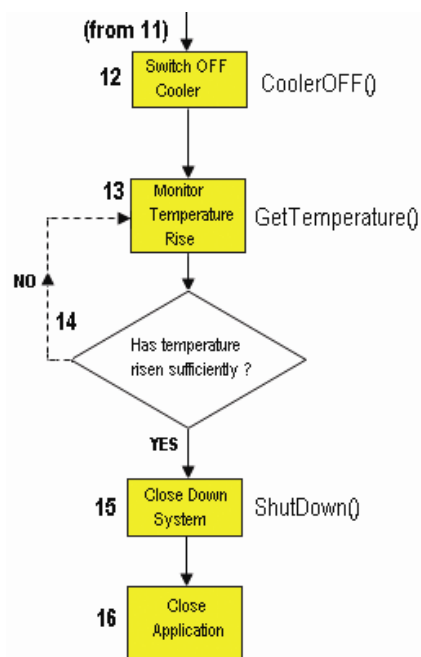 (from 11)
12
Switch OFF
Cooler
CoolerOFF()
13
Monitor
Temperature
Rise
GetTemperature()
NO
14
Has temperature
risen sufficiently ?
YES
15
Close Down
System
ShutDown()
16
Close
Application